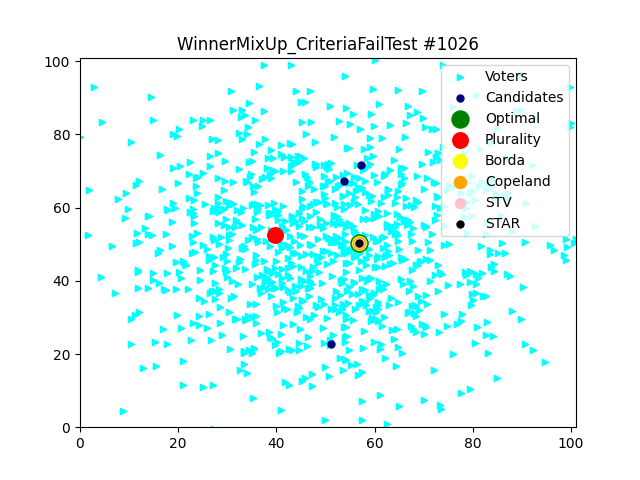 WinnerMixUp_CriteriaFailTest #1026
100
80
60
40
20
0
0 20 40 60 80 100
Voters
Candidates
Optimal
Plurality
Borda
Copeland
STV
STAR